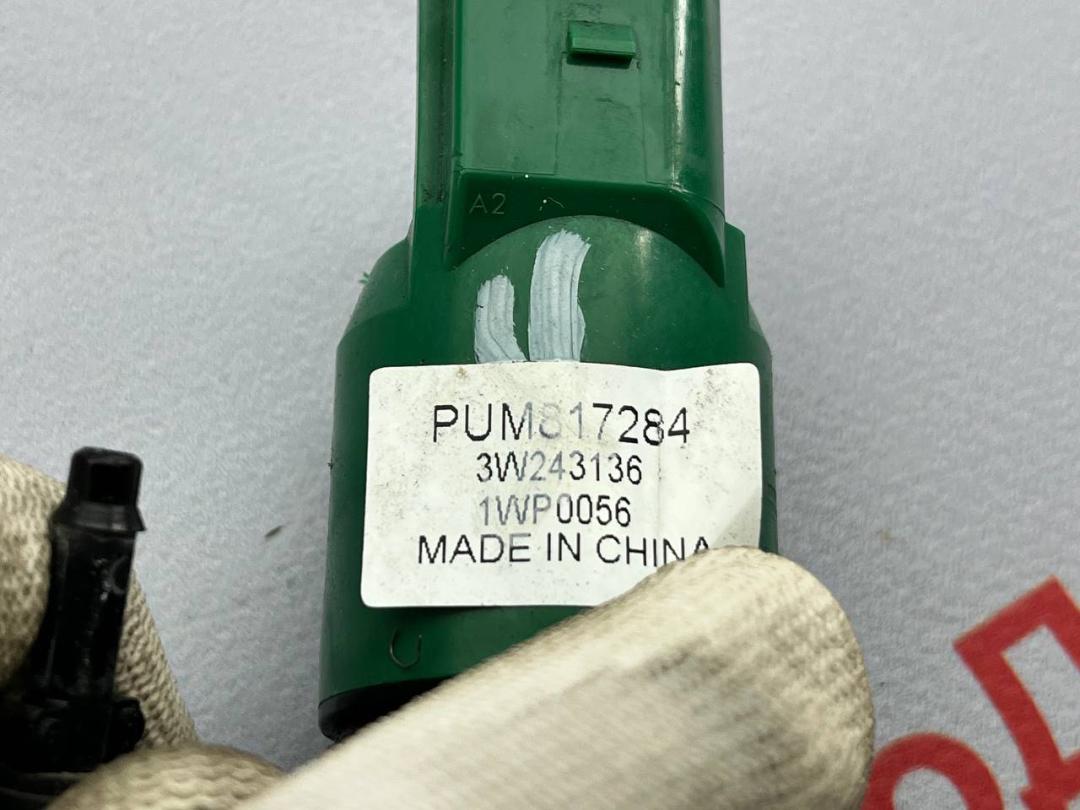 A2
PUM817284
3W243136
1WP0056
MADE IN CHINA